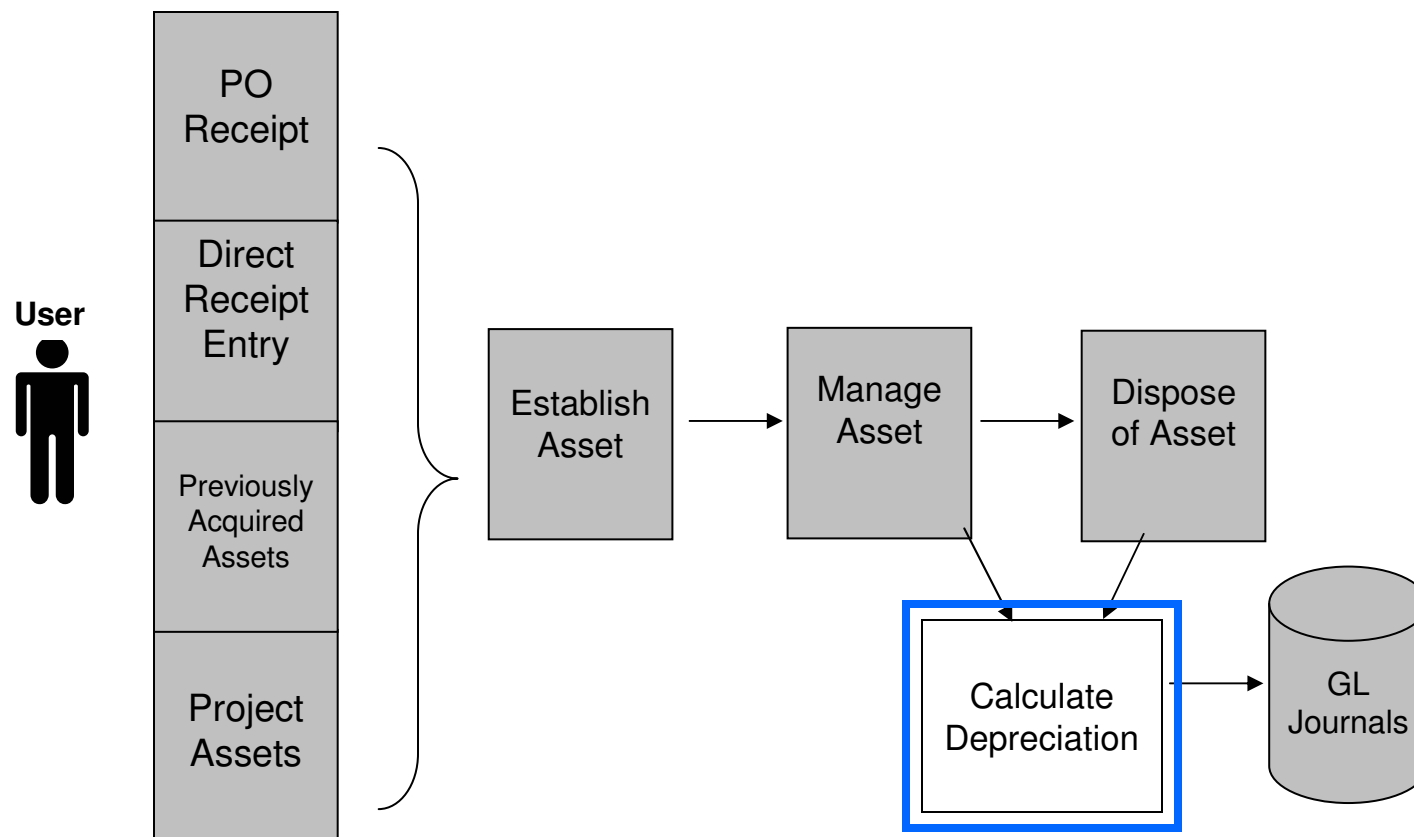 User
PO
Receipt
Direct
Receipt
Entry
Previously
Acquired
Assets
Project
Assets
Establish
Asset
Manage
Asset
Dispose
of Asset
Calculate
Depreciation
GL
Journals